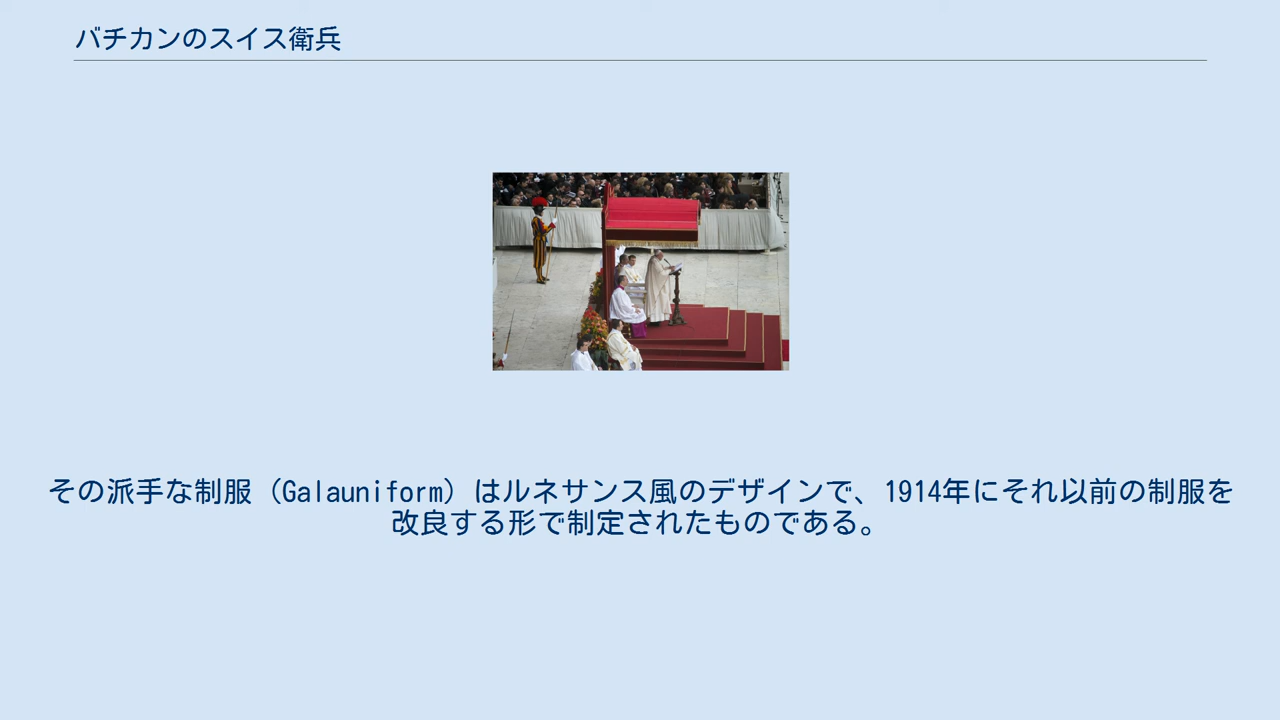 バチカンのスイス衛兵
その派手な制服（Galauniform）はルネサンス風のデザインで、1914年にそれ以前の制服を
改良する形で制定されたものである。